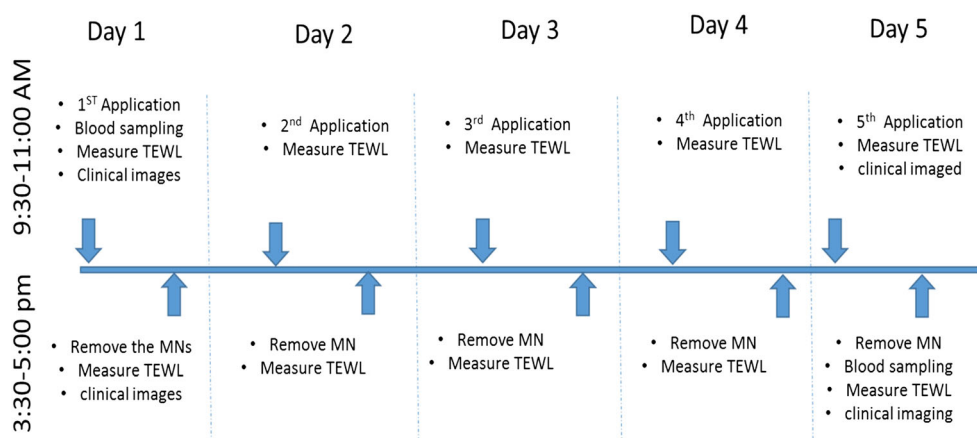 Day 1
Day 2
Day 3
Day 4
Day 5
9:30-11:00 AM
• 1ST Application
• Blood sampling
• Measure TEWL
• Clinical images
• 2nd Application
• Measure TEWL
• 3rd Application
• Measure TEWL
• 4th Application
• Measure TEWL
• 5th Application
• Measure TEWL
• clinical imaged
3:30-5:00 pm
• Remove the MNs
• Measure TEWL
• clinical images
• Remove MN
• Measure TEWL
• Remove MN
• Measure TEWL
• Remove MN
• Measure TEWL
• Remove MN
• Blood sampling
• Measure TEWL
• clinical imaging